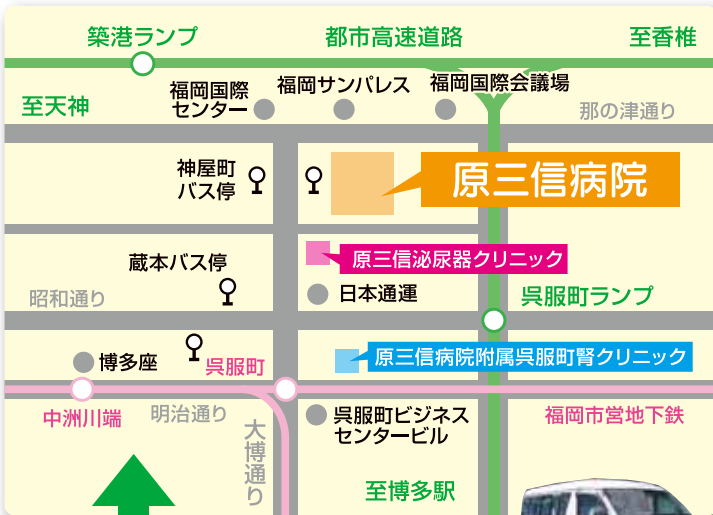 築港ランプ
都市高速道路
至香椎
至天神
福岡国際
センター
福岡サンパレス
福岡国際会議場
那の津通り
神屋町
バス停
原三信病院
蔵本バス停
原三信泌尿器クリニック
昭和通り
日本通運
呉服町ランプ
博多座
呉服町
原三信病院附属呉服町腎クリニック
中洲川端
明治通り
大博通り
呉服町ビジネス
センタービル
福岡市営地下鉄
至博多駅